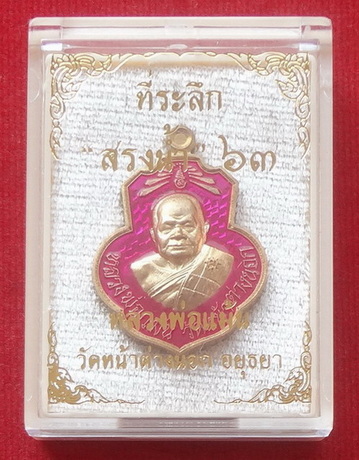 ที่ระลึก
"สรงน้ำ" ๖๓
หลวงพ่อแม้น
วัดหน้าต่างนอก อยุธยา